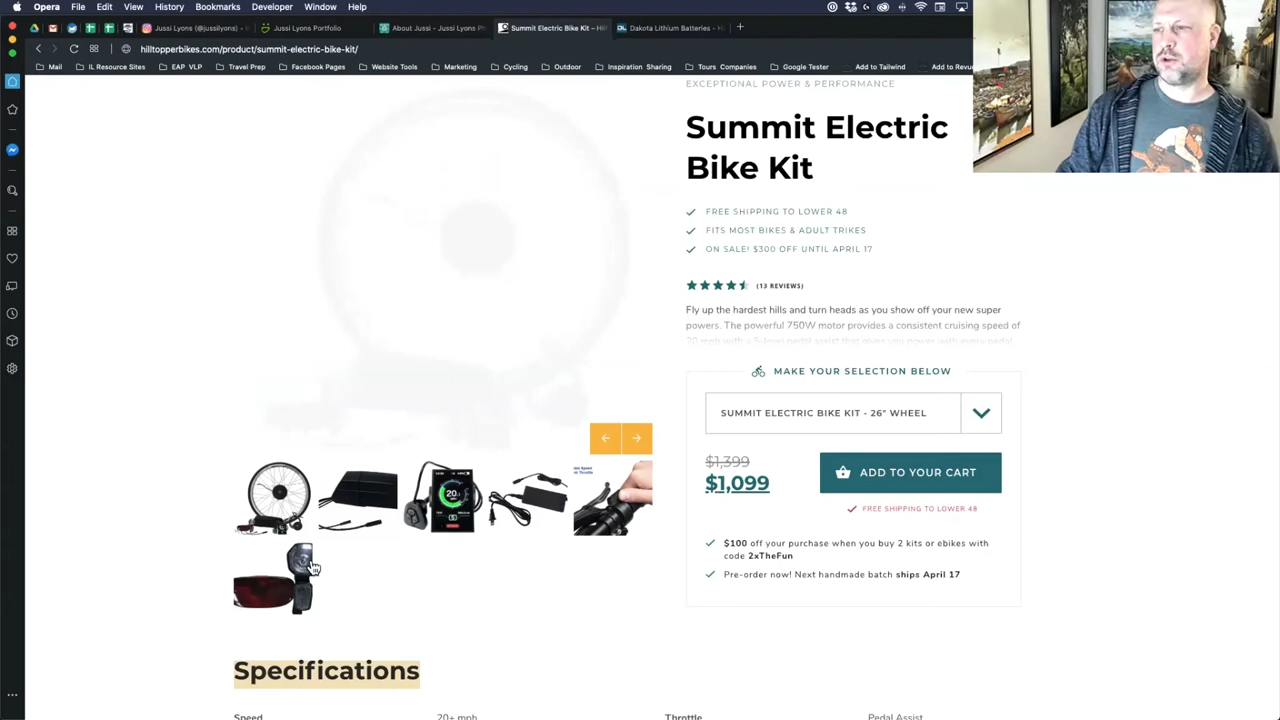 Opera File Edit View History Bookmarks Developer Window Help
Jussi Lyons (@jussilyons)
Jussi Lyons Portfolio
About Jussi - Jussi Lyons P
Summit Electric Bike Kit – Hill
Dakota Lithium Batteries - H
hilltopperbikes.com/product/summit-electric-bike-kit/
Mail IL Resource Sites EAP VLP Travel Prep Facebook Pages Website Tools Marketing Cycling Outdoor Inspiration Sharing Tours Companies Google Tester Add to Tailwind Add to Revue
EXCEPTIONAL POWER & PERFORMANCE
Summit Electric
Bike Kit
FREE SHIPPING TO LOWER 48
FITS MOST BIKES & ADULT TRIKES
ON SALE! $300 OFF UNTIL APRIL 17
(13 REVIEWS)
Fly up the hardest hills and turn heads as you show off your new super
powers. The powerful 750W motor provides a consistent cruising speed of
20 mph with a 5-level pedal assist that gives you power with every pedal
MAKE YOUR SELECTION BELOW
SUMMIT ELECTRIC BIKE KIT - 26" WHEEL
$1,399
$1,099
ADD TO YOUR CART
FREE SHIPPING TO LOWER 48
$100 off your purchase when you buy 2 kits or ebikes with
code 2xTheFun
Pre-order now! Next handmade batch ships April 17
Specifications
Speed 20+ mph Throttle Pedal Assist